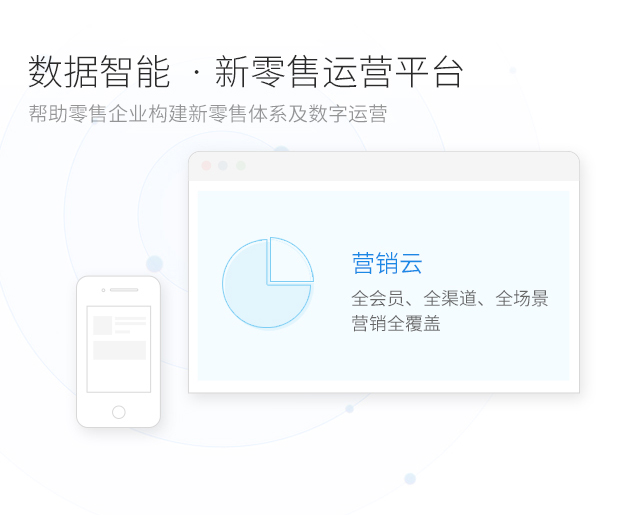 数据智能 · 新零售运营平台
帮助零售企业构建新零售体系及数字运营
营销云
全会员、全渠道、全场景
营销全覆盖